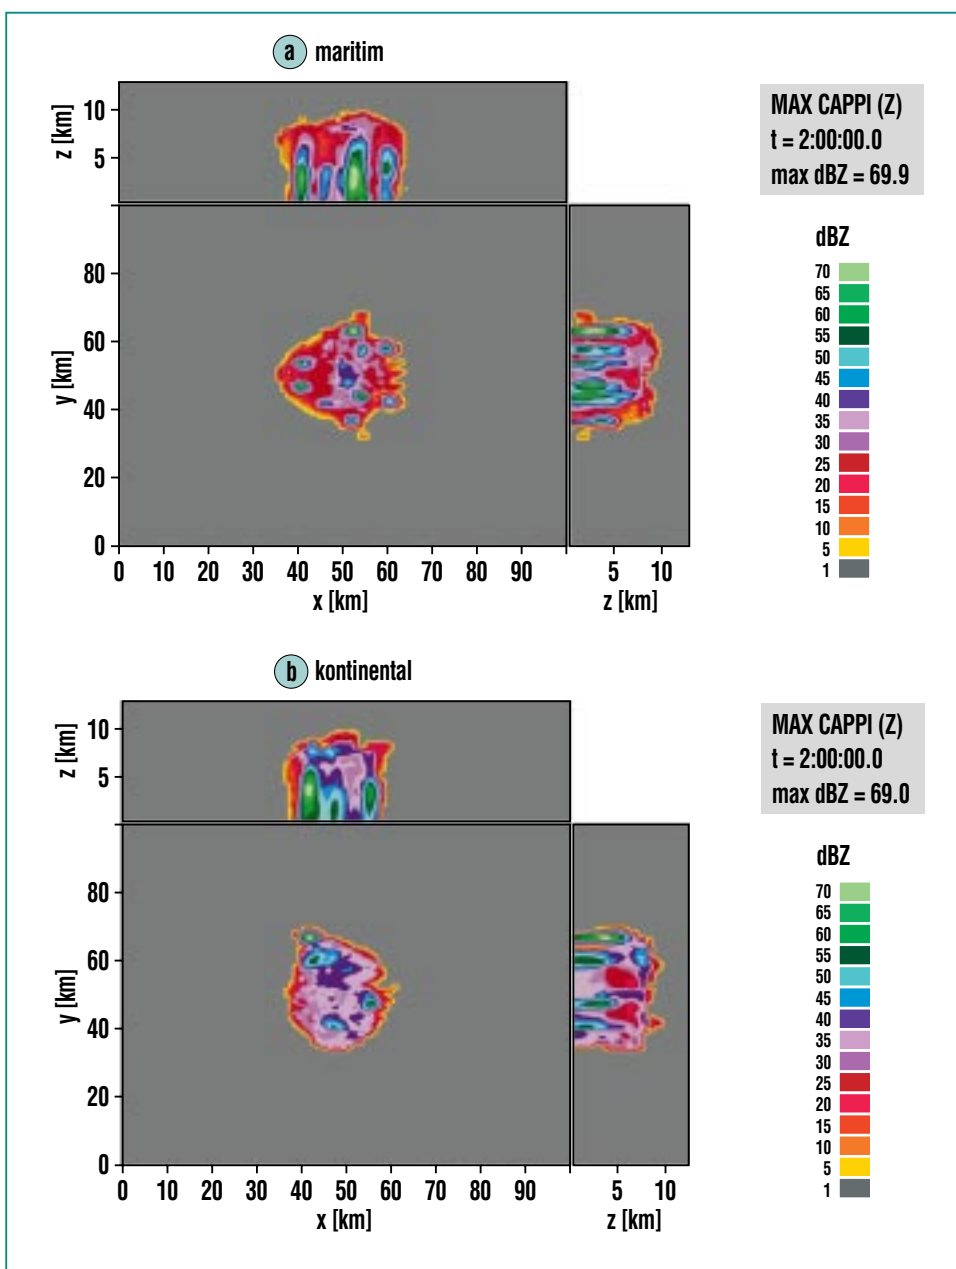 a maritim
z [km]
10
5
MAX CAPPI (Z)
t = 2:00:00.0
max dBZ = 69.9
dBZ
70
65
60
55
50
45
40
35
30
25
20
15
10
5
1
y [km]
80
60
40
20
0
0 10 20 30 40 50 60 70 80 90
x [km]
5 10
z [km]
b kontinental
z [km]
10
5
MAX CAPPI (Z)
t = 2:00:00.0
max dBZ = 69.0
dBZ
70
65
60
55
50
45
40
35
30
25
20
15
10
5
1
y [km]
80
60
40
20
0
0 10 20 30 40 50 60 70 80 90
x [km]
5 10
z [km]